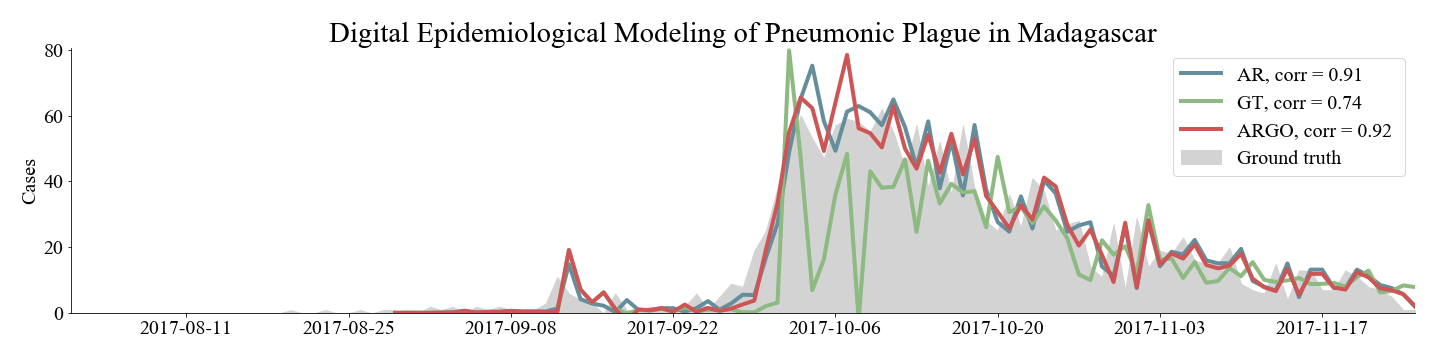 Digital Epidemiological Modeling of Pneumonic Plague in Madagascar
80
60
40
20
0
Cases
AR, corr = 0.91
GT, corr = 0.74
ARGO, corr = 0.92
Ground truth
2017-08-11
2017-08-25
2017-09-08
2017-09-22
2017-10-06
2017-10-20
2017-11-03
2017-11-17